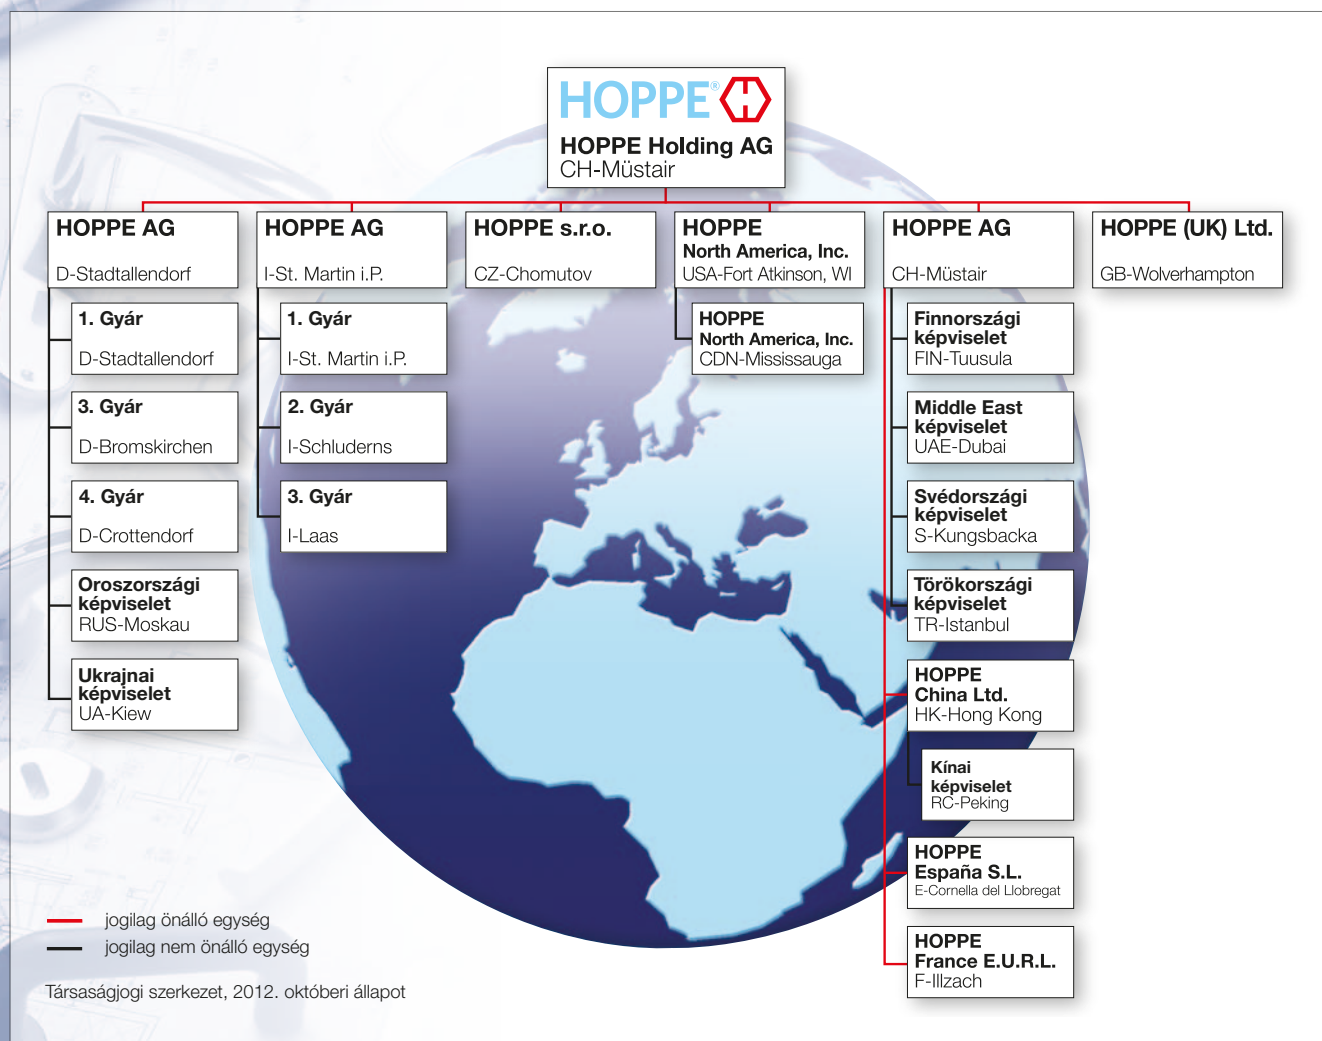 HOPPE®
HOPPE Holding AG
CH-Müstair
HOPPE AG
D-Stadtallendorf
1. Gyár
D-Stadtallendorf
3. Gyár
D-Bromskirchen
4. Gyár
D-Crottendorf
Oroszországi
képviselet
RUS-Moskau
Ukrajnai
képviselet
UA-Kiew
HOPPE AG
I-St. Martin i.P.
1. Gyár
I-St. Martin i.P.
2. Gyár
I-Schluderns
3. Gyár
I-Laas
HOPPE s.r.o.
CZ-Chomutov
HOPPE
North America, Inc.
USA-Fort Atkinson, WI
HOPPE
North America, Inc.
CDN-Mississauga
HOPPE AG
CH-Müstair
Finnországi
képviselet
FIN-Tuusula
Middle East
képviselet
UAE-Dubai
Svédországi
képviselet
S-Kungsbacka
Törökországi
képviselet
TR-Istanbul
HOPPE
China Ltd.
HK-Hong Kong
Kínai
képviselet
RC-Peking
HOPPE
España S.L.
E-Cornella del Llobregat
HOPPE
France E.U.R.L.
F-Illzach
HOPPE (UK) Ltd.
GB-Wolverhampton
jogilag önálló egység
jogilag nem önálló egység
Társaságjogi szerkezet, 2012. októberi állapot